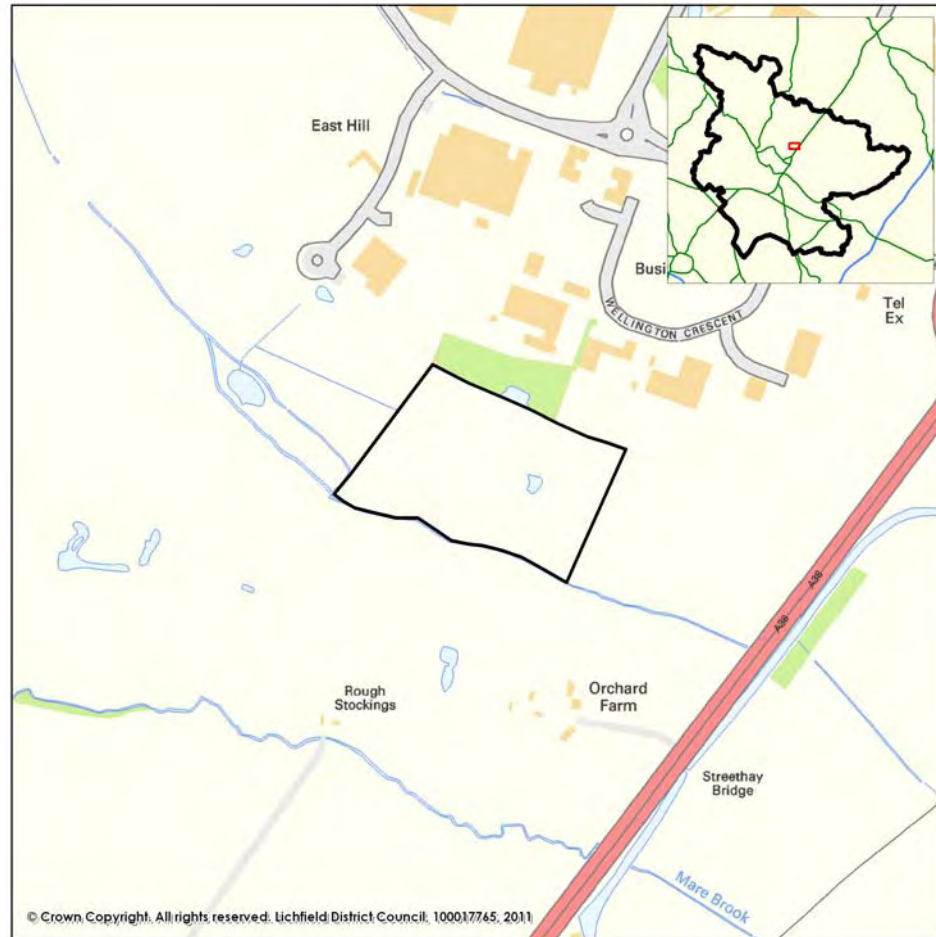 East Hill
Busi
WELLINGTON CRESCENT
Tel
Ex
A38
A38
Rough
Stockings
Orchard
Farm
Streethay
Bridge
Mare Brook
© Crown Copyright. All rights reserved. Lichfield District Council. 100017765, 2011